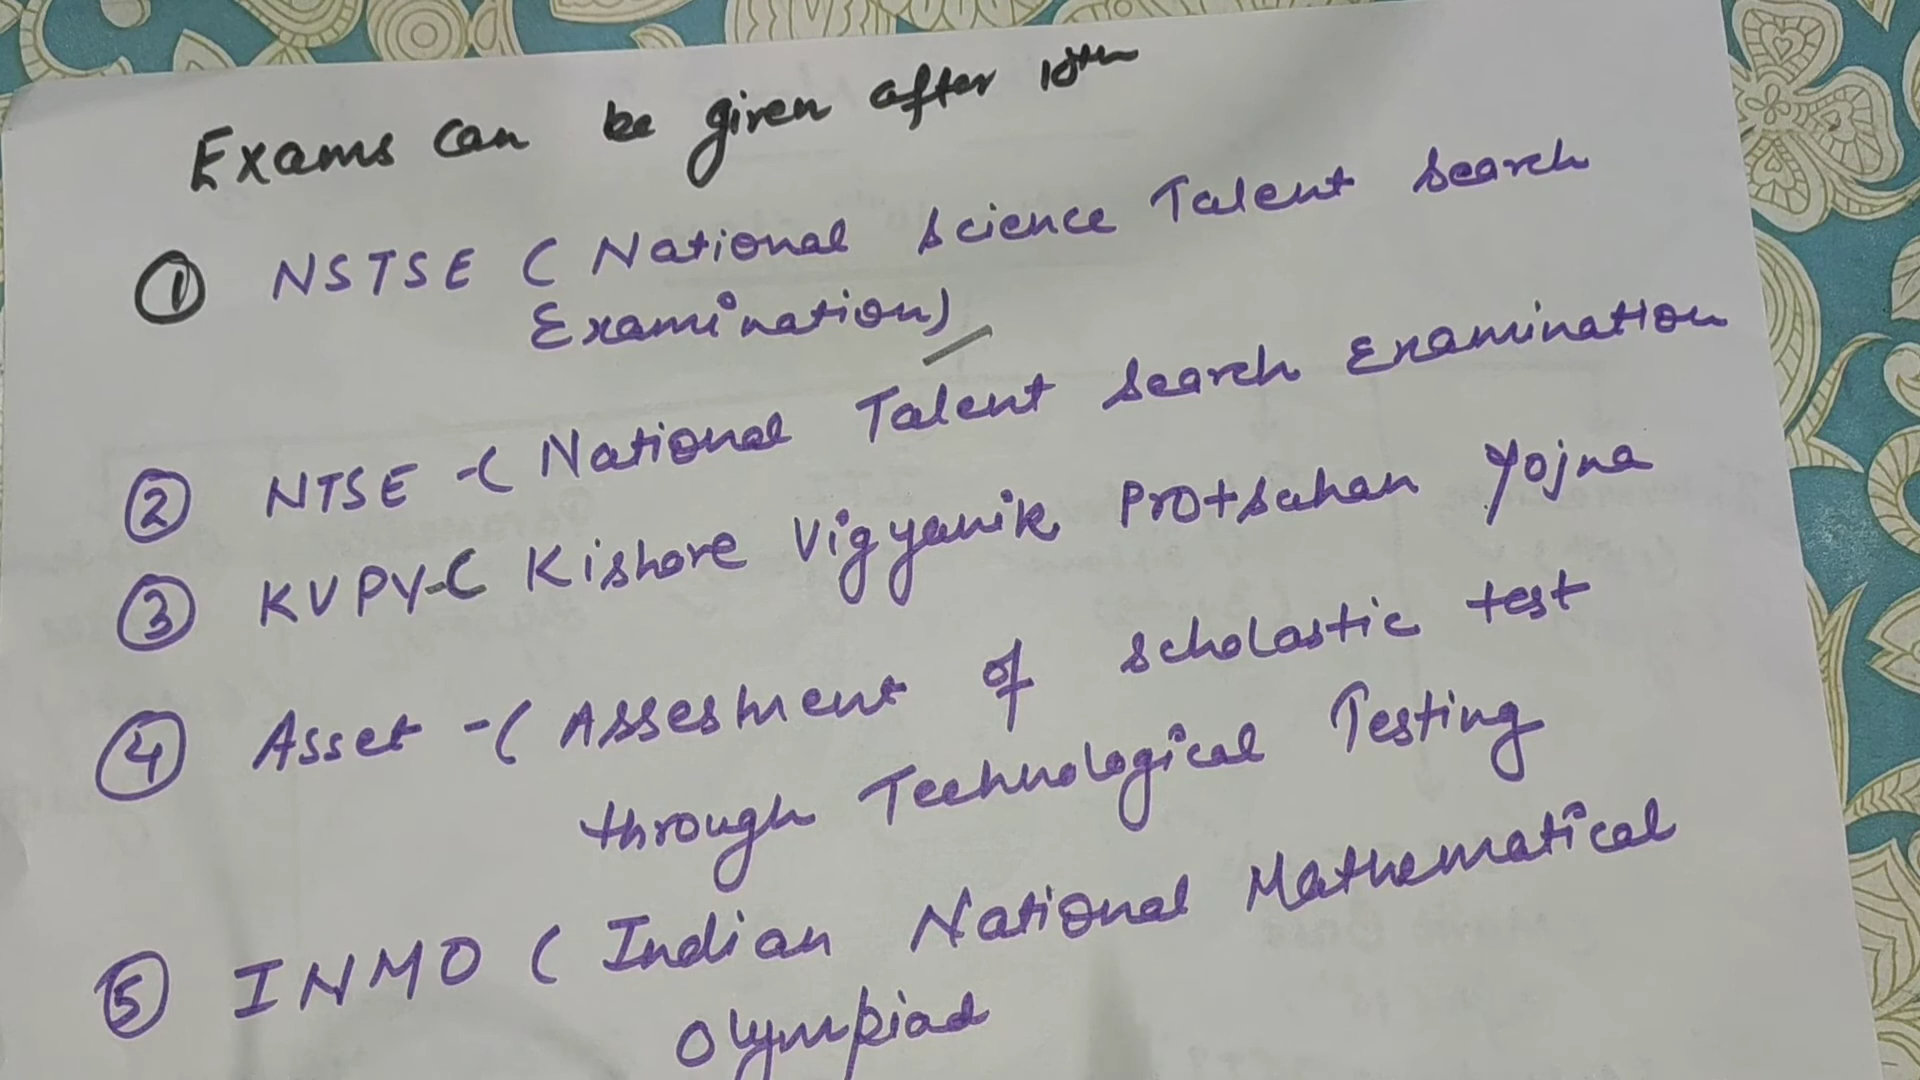 Exams can be given after 10th
① NSTSE ( National Science Talent Search
Examination)
② NTSE -( National Talent Search Examination
③ KVPY-( Kishore Vigyanik Protsahan Yojna
④ Asset -( Assesment of scholastic test
through Technological Testing
⑤ INMO ( Indian National Mathematical
Olympiad